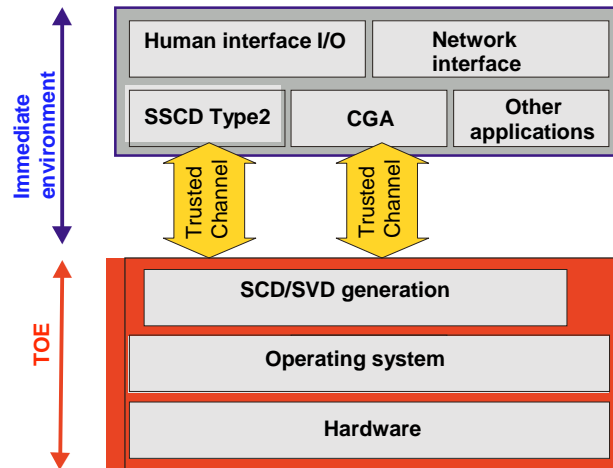 Immediate
environment
Human interface I/O
Network
interface
SSCD Type2
CGA
Other
applications
Trusted
Channel
Trusted
Channel
TOE
SCD/SVD generation
Operating system
Hardware